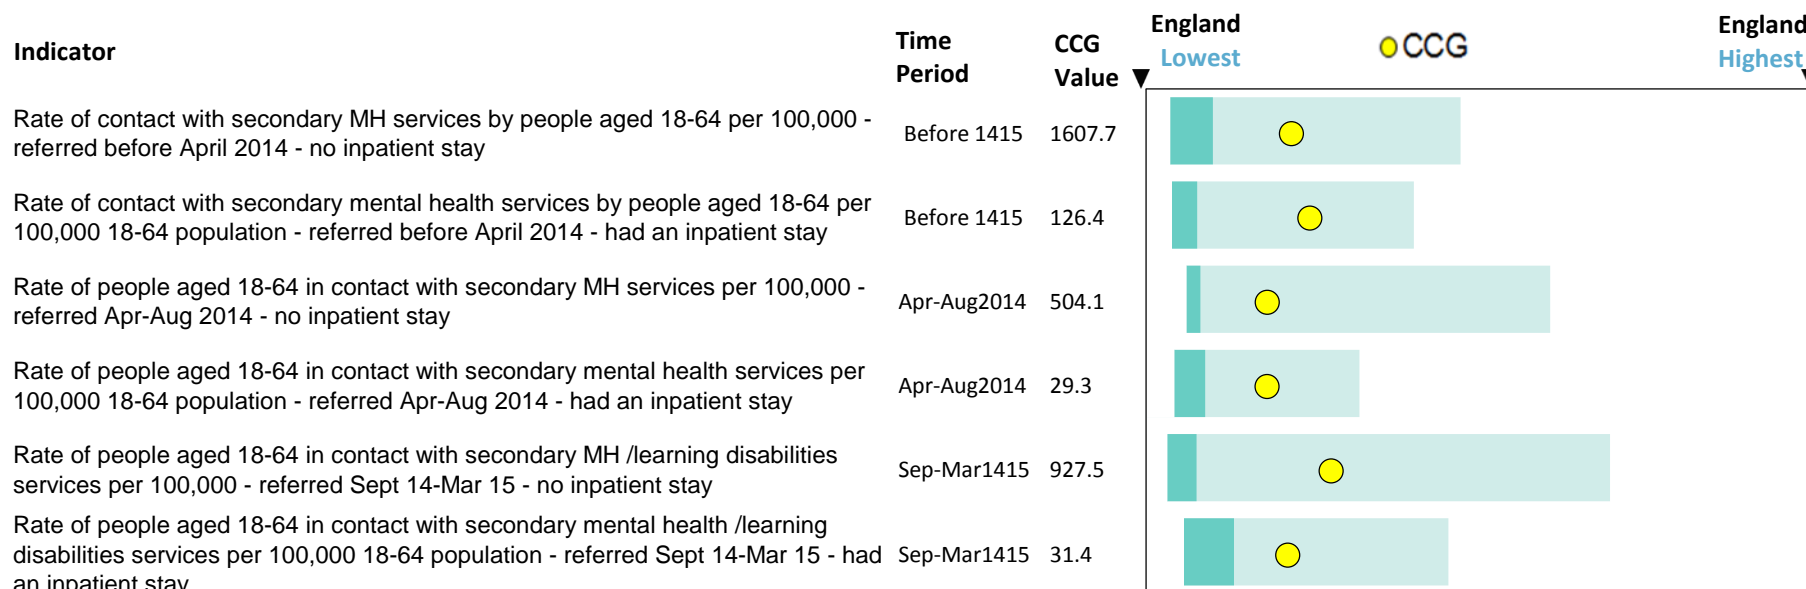 Indicator
Time Period
CCG Value
England Lowest
CCG
England Highest
Rate of contact with secondary MH services by people aged 18-64 per 100,000 -
referred before April 2014 - no inpatient stay
Before 1415
1607.7
Rate of contact with secondary mental health services by people aged 18-64 per
100,000 18-64 population - referred before April 2014 - had an inpatient stay
Before 1415
126.4
Rate of people aged 18-64 in contact with secondary MH services per 100,000 -
referred Apr-Aug 2014 - no inpatient stay
Apr-Aug2014
504.1
Rate of people aged 18-64 in contact with secondary mental health services per
100,000 18-64 population - referred Apr-Aug 2014 - had an inpatient stay
Apr-Aug2014
29.3
Rate of people aged 18-64 in contact with secondary MH /learning disabilities
services per 100,000 - referred Sept 14-Mar 15 - no inpatient stay
Sep-Mar1415
927.5
Rate of people aged 18-64 in contact with secondary mental health /learning
disabilities services per 100,000 18-64 population - referred Sept 14-Mar 15 - had
an inpatient stay
Sep-Mar1415
31.4